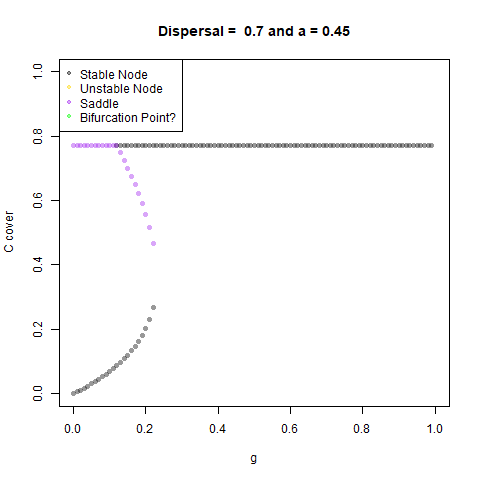 Dispersal =  0.7 and a = 0.45
Stable Node
Unstable Node
Saddle
Bifurcation Point?
C cover
1.0
0.8
0.6
0.4
0.2
0.0
0.0 0.2 0.4 0.6 0.8 1.0
g